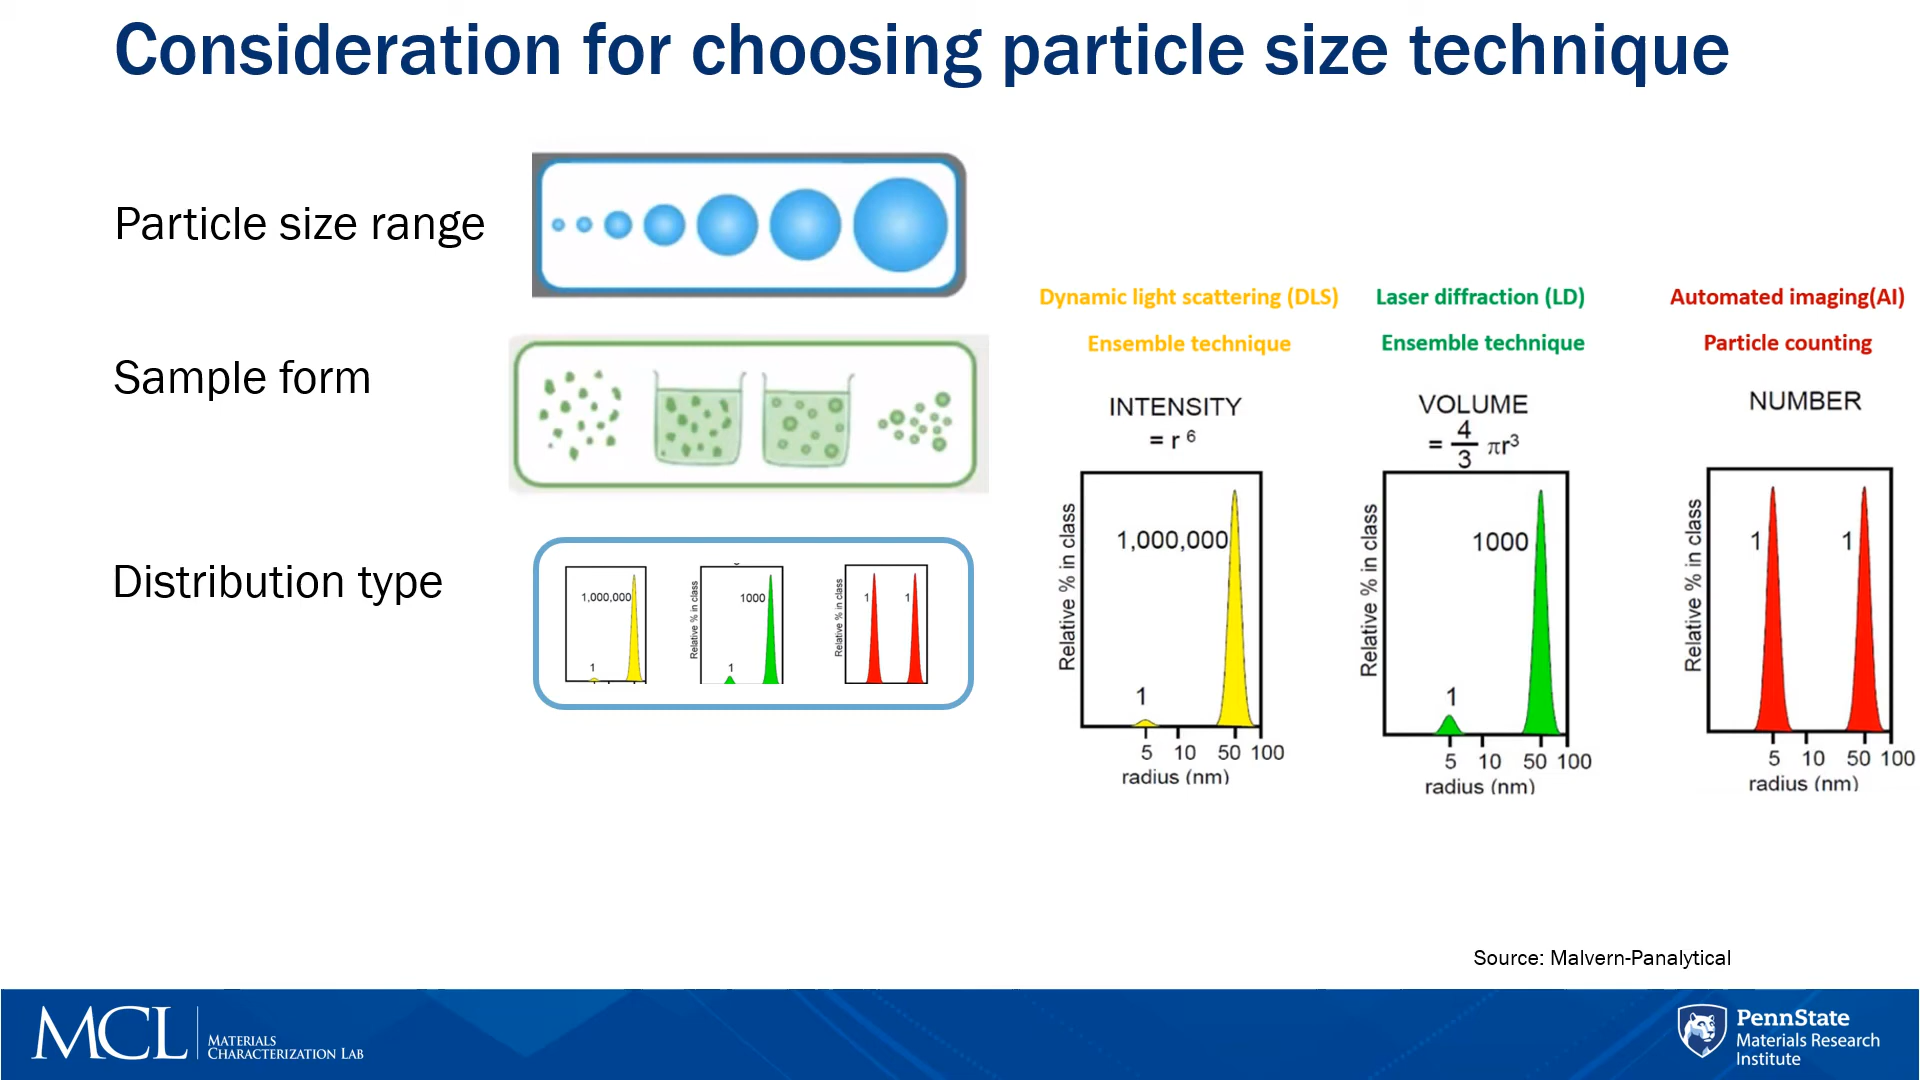 Consideration for choosing particle size technique
Particle size range
Sample form
Distribution type
1,000,000
1
Relative % in class
1000
1
Relative % in class
1
1
Dynamic light scattering (DLS)
Ensemble technique
INTENSITY
= r 6
Relative % in class
1,000,000
1
5 10 50 100
radius (nm)
Laser diffraction (LD)
Ensemble technique
VOLUME
= 4/3 πr3
Relative % in class
1000
1
5 10 50 100
radius (nm)
Automated imaging(AI)
Particle counting
NUMBER
Relative % in class
1
1
5 10 50 100
radius (nm)
Source: Malvern-Panalytical
MCL
MATERIALS
CHARACTERIZATION LAB
PennState
Materials Research
Institute